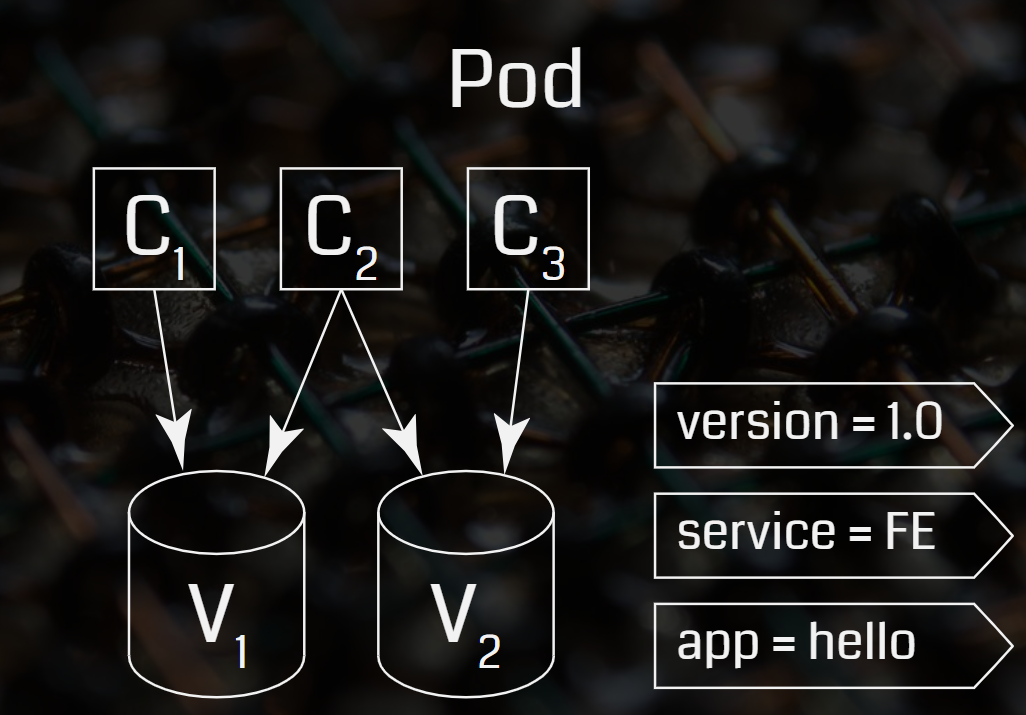 Pod
C1
C2
C3
version = 1.0
service = FE
app = hello
V1
V2